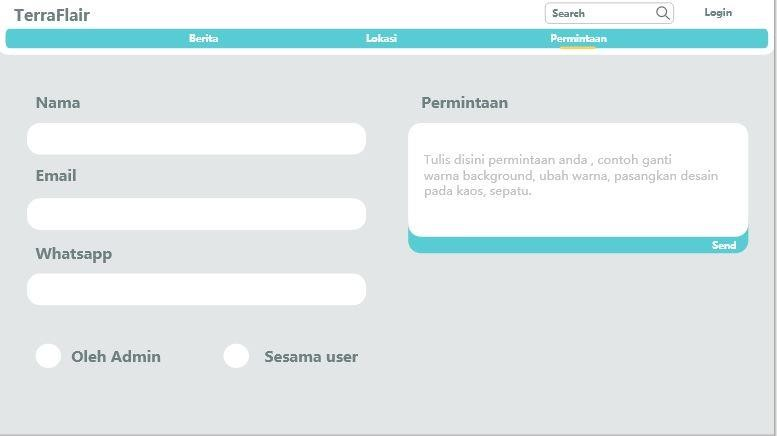 TerraFlair
Search
Login
Berita
Lokasi
Permintaan
Nama
Email
Whatsapp
Oleh Admin
Sesama user
Permintaan
Tulis disini permintaan anda , contoh ganti
warna background, ubah warna, pasangkan desain
pada kaos, sepatu.
Send